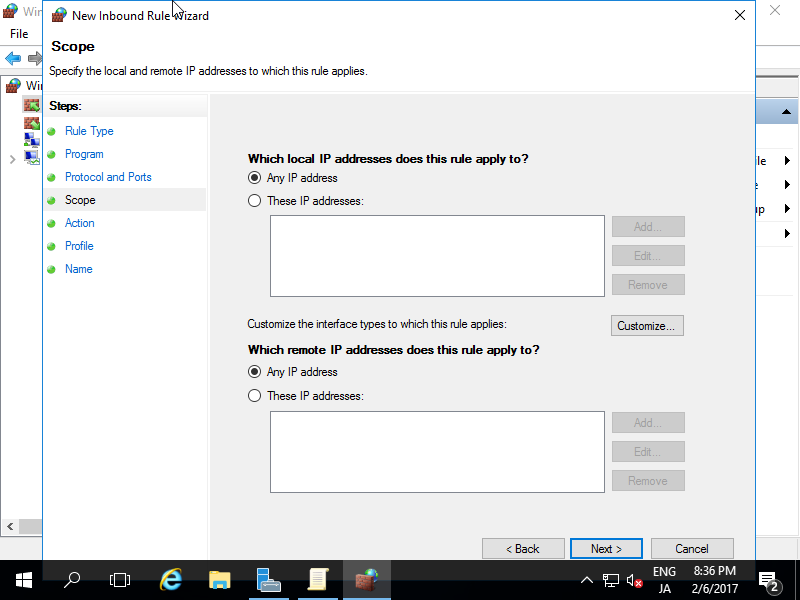 Win
New Inbound Rule Wizard
File
Scope
Specify the local and remote IP addresses to which this rule applies.
Win
Steps:
Rule Type
Program
Protocol and Ports
Scope
Action
Profile
Name
Which local IP addresses does this rule apply to?
Any IP address
These IP addresses:
Add...
Edit...
Remove
Customize the interface types to which this rule applies:
Customize...
Which remote IP addresses does this rule apply to?
Any IP address
These IP addresses:
Add...
Edit...
Remove
le
e
up
< Back
Next >
Cancel
ENG
JA
8:36 PM
2/6/2017
2